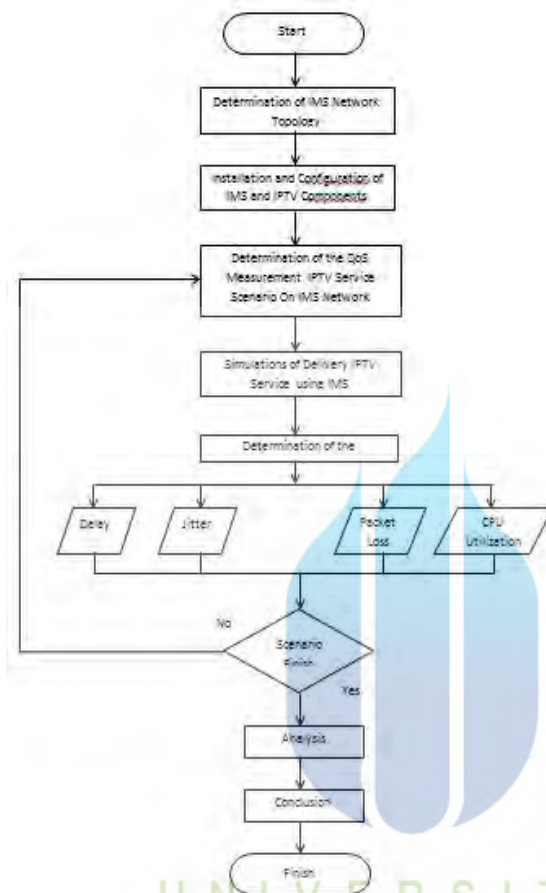 Start
Determination of IMS Network
Topology
Installation and Configuration of
IMS and IPTV Components
Determination of the QoS
Measurement IPTV Service
Scenario On IMS Network
Simulations of Delivery IPTV
Service using IMS
Determination of the
Delay
Jitter
Packet
Loss
CPU
Utilization
No
Scenario
Finish
Yes
Analysis
Conclusion
Finish
UNIVERSIT